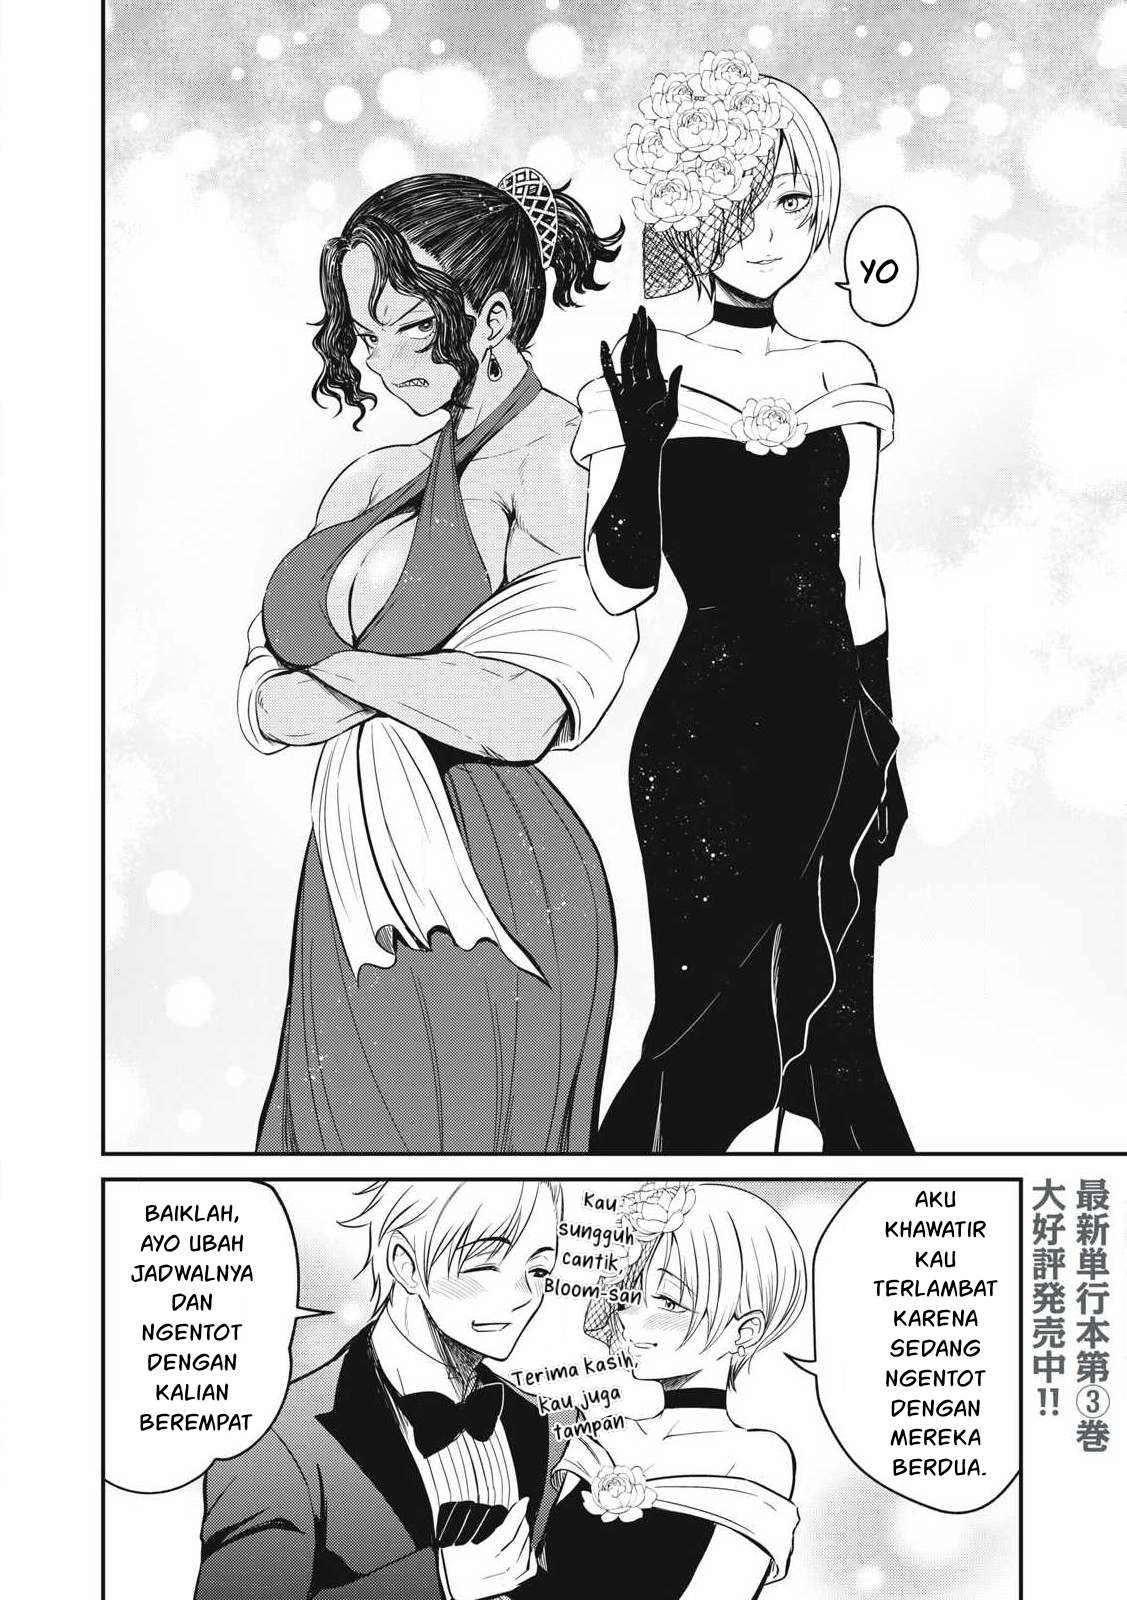 YO
AKU
KHAWATIR
KAU
TERLAMBAT
KARENA
SEDANG
NGENTOT
DENGAN
MEREKA
BERDUA.
Kau
sungguh
cantik
Bloom-san
Terima kasih,
kau juga
tampan
BAIKLAH,
AYO UBAH
JADWALNYA
DAN
NGENTOT
DENGAN
KALIAN
BEREMPAT
最新単行本第③巻
大好評発売中!!